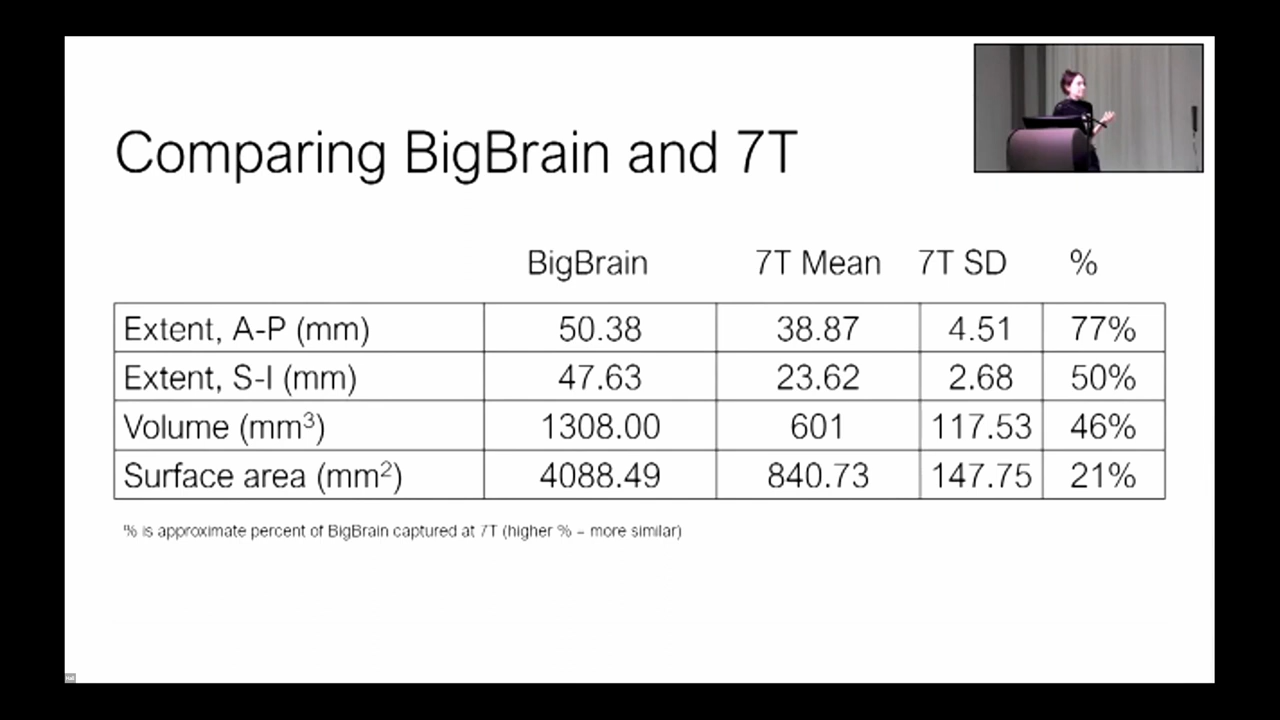 Comparing BigBrain and 7T
BigBrain 7T Mean 7T SD %
Extent, A-P (mm) 50.38 38.87 4.51 77%
Extent, S-I (mm) 47.63 23.62 2.68 50%
Volume (mm³) 1308.00 601 117.53 46%
Surface area (mm²) 4088.49 840.73 147.75 21%
% is approximate percent of BigBrain captured at 7T (higher % – more similar)